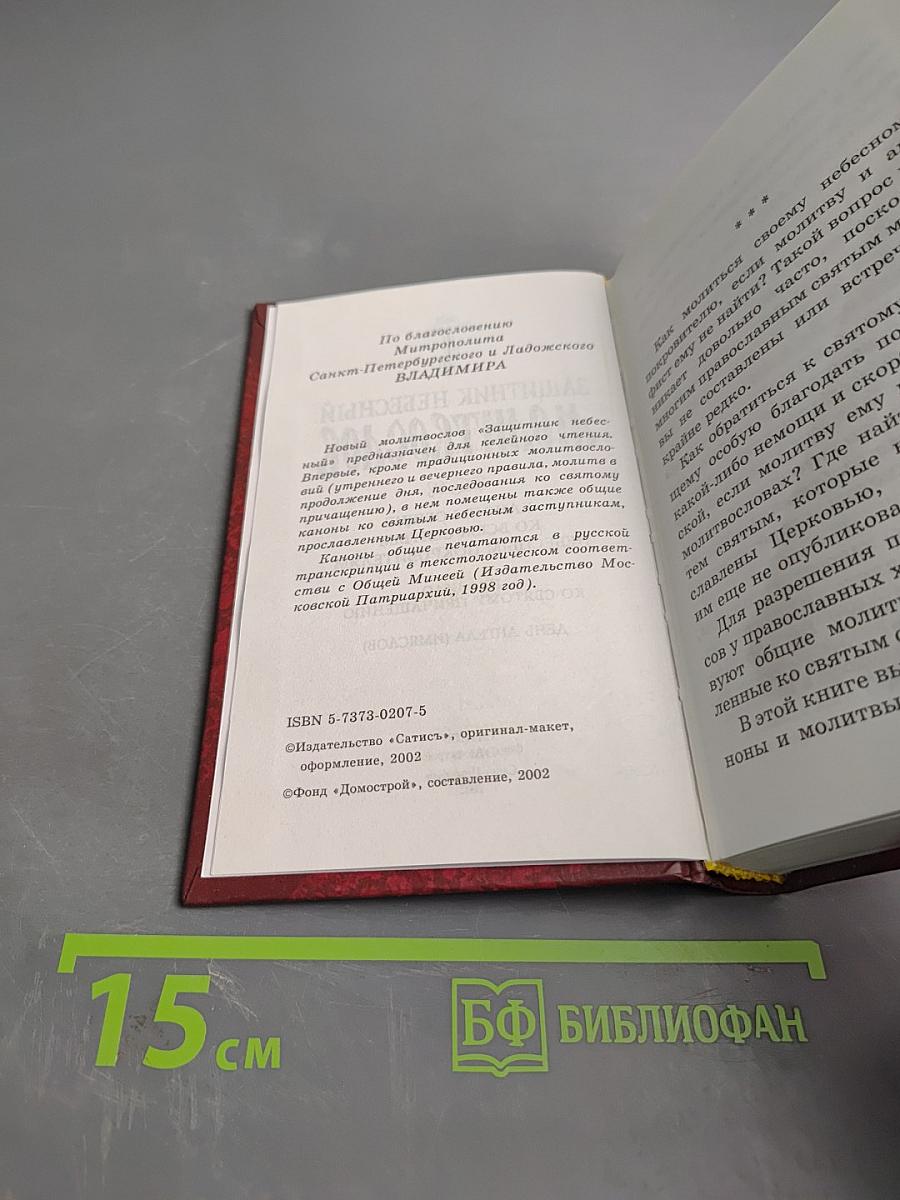 По благословению
Митрополита
Санкт-Петербургского и Ладожского
ВЛАДИМИРА
Новый молитвослов «Защитник небес-
ный» предназначен для келейного чтения.
Впервые, кроме традиционных молитвосло-
вий (утреннего и вечернего правила, молитв в
продолжение дня, последования ко святому
причащению), в нем помещены также общие
каноны ко святым небесным заступникам,
прославленным Церковью.
Каноны общие печатаются в русской
транскрипции в текстологическом соответ-
стви с Общей Минеей (Издательство Мос-
ковской Патриархий, 1998 год).
ISBN 5-7373-0207-5
©Издательство «Сатисъ», оригинал-макет,
оформление, 2002
©Фонд «Домострой», составление, 2002
* * *
Как молиться своему небесном
покровителю, если молитву и а
фист ему не найти? Такой вопрос
никает довольно часто, поско
многим православным святым м
вы не составлены или встреч
крайне редко.
Как обратиться к святому
щему особую благодать по
какой-либо немощи и скор
ской, если молитву ему
молитвословах? Где най
тем святым, которые
славлены Церковью,
им еще не опубликова
Для разрешения п
сов у православных х
вуют общие молит
ленные ко святым с
В этой книге вы
ноны и молитвы
15 см
БФ БИБЛИОФАН